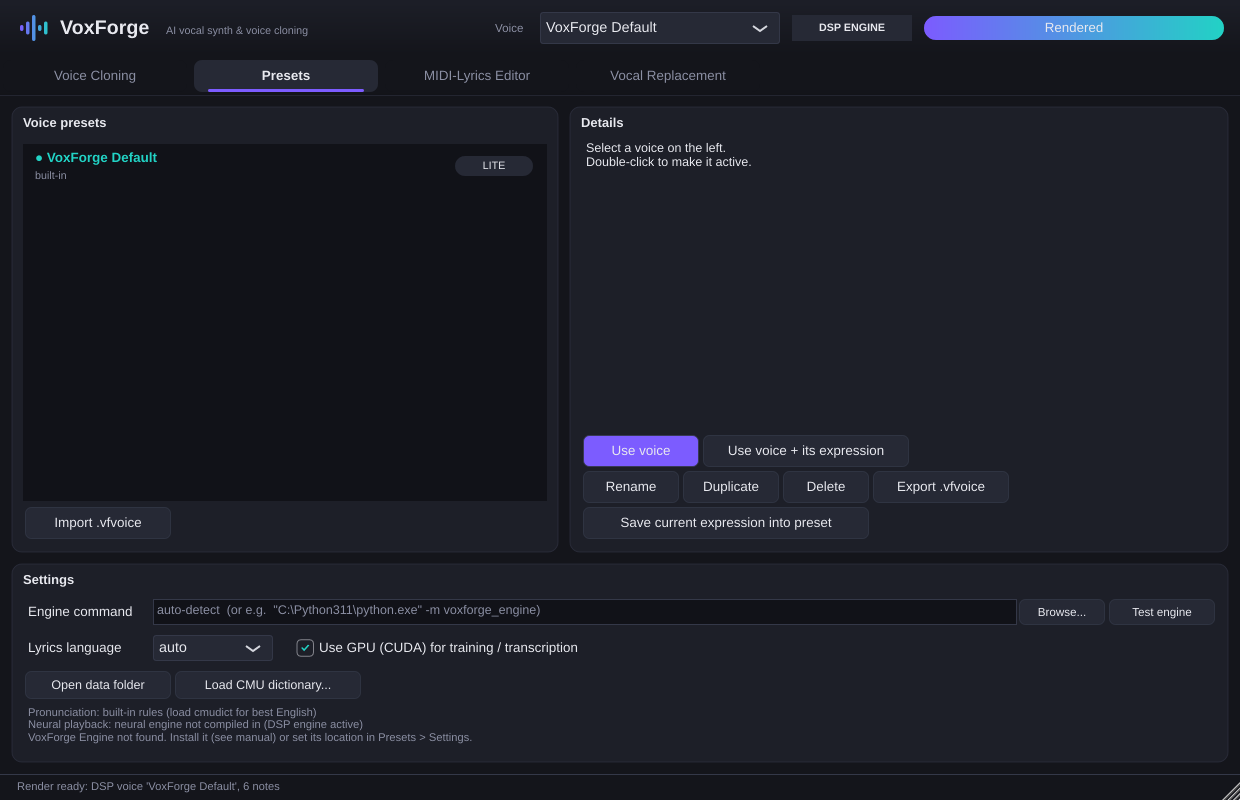 VoxForge AI vocal synth & voice cloning Voice VoxForge Default DSP ENGINE Rendered
Voice Cloning Presets MIDI-Lyrics Editor Vocal Replacement
Voice presets
● VoxForge Default LITE
built-in
Import .vfvoice
Details
Select a voice on the left.
Double-click to make it active.
Use voice Use voice + its expression
Rename Duplicate Delete Export .vfvoice
Save current expression into preset
Settings
Engine command auto-detect (or e.g. "C:\Python311\python.exe" -m voxforge_engine) Browse... Test engine
Lyrics language auto Use GPU (CUDA) for training / transcription
Open data folder Load CMU dictionary...
Pronunciation: built-in rules (load cmudict for best English)
Neural playback: neural engine not compiled in (DSP engine active)
VoxForge Engine not found. Install it (see manual) or set its location in Presets > Settings.
Render ready: DSP voice 'VoxForge Default', 6 notes